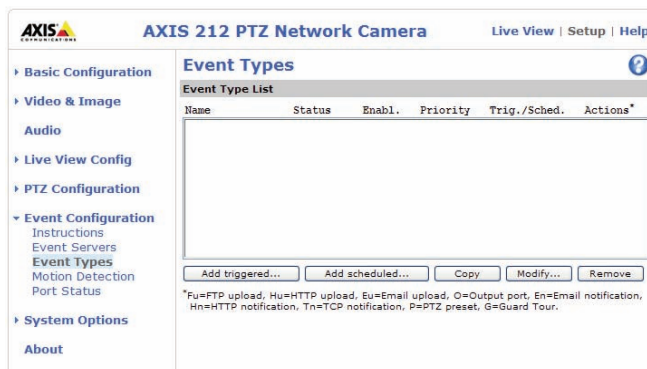 AXIS
COMMUNICATIONS
AXIS 212 PTZ Network Camera
Live View | Setup | Help
Basic Configuration
Video & Image
Audio
Live View Config
PTZ Configuration
Event Configuration
Instructions
Event Servers
Event Types
Motion Detection
Port Status
System Options
About
Event Types
?
Event Type List
Name Status Enabl. Priority Trig./Sched. Actions*
Add triggered... Add scheduled... Copy Modify... Remove
*Fu=FTP upload, Hu=HTTP upload, Eu=Email upload, O=Output port, En=Email notification,
Hn=HTTP notification, Tn=TCP notification, P=PTZ preset, G=Guard Tour.